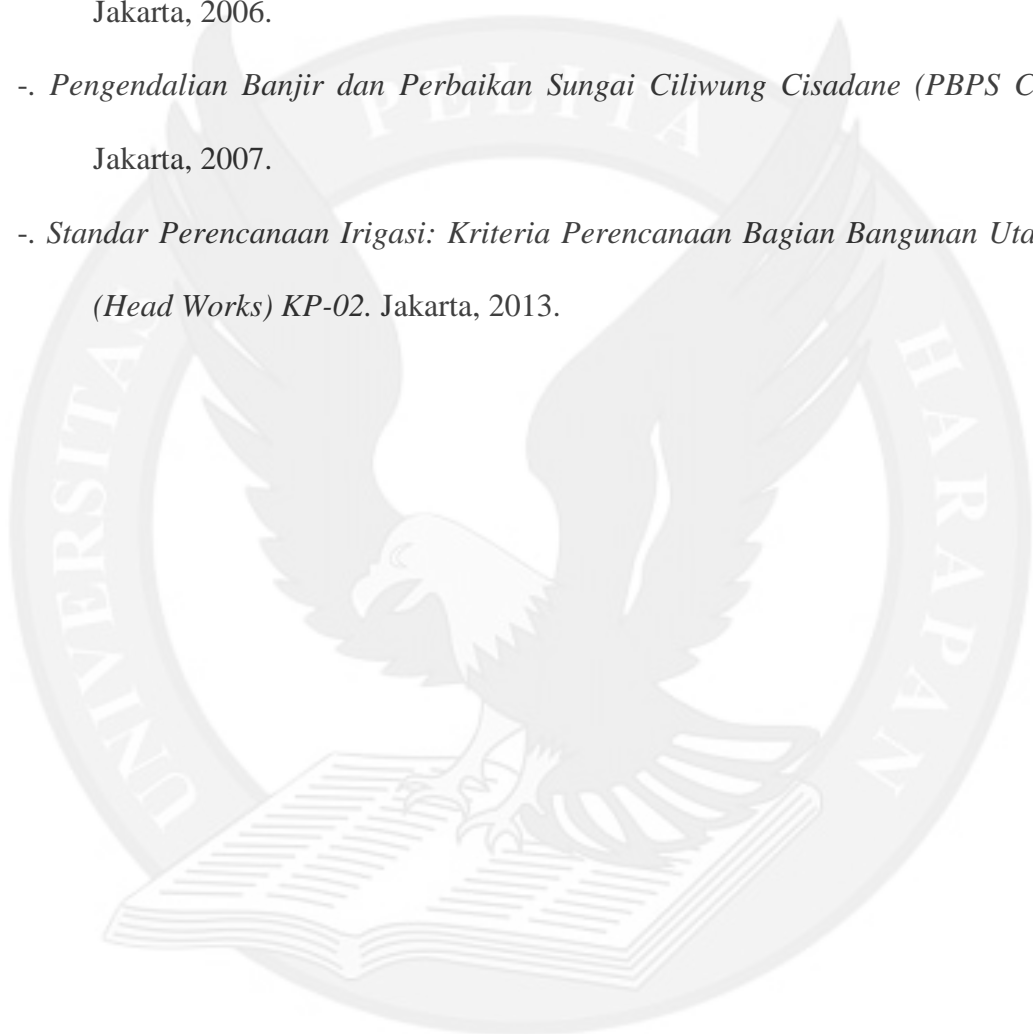 Jakarta, 2006.
-. Pengendalian Banjir dan Perbaikan Sungai Ciliwung Cisadane (PBPS C
Jakarta, 2007.
-. Standar Perencanaan Irigasi: Kriteria Perencanaan Bagian Bangunan Uta
(Head Works) KP-02. Jakarta, 2013.
UNIVERSITAS PELITA HARAPAN